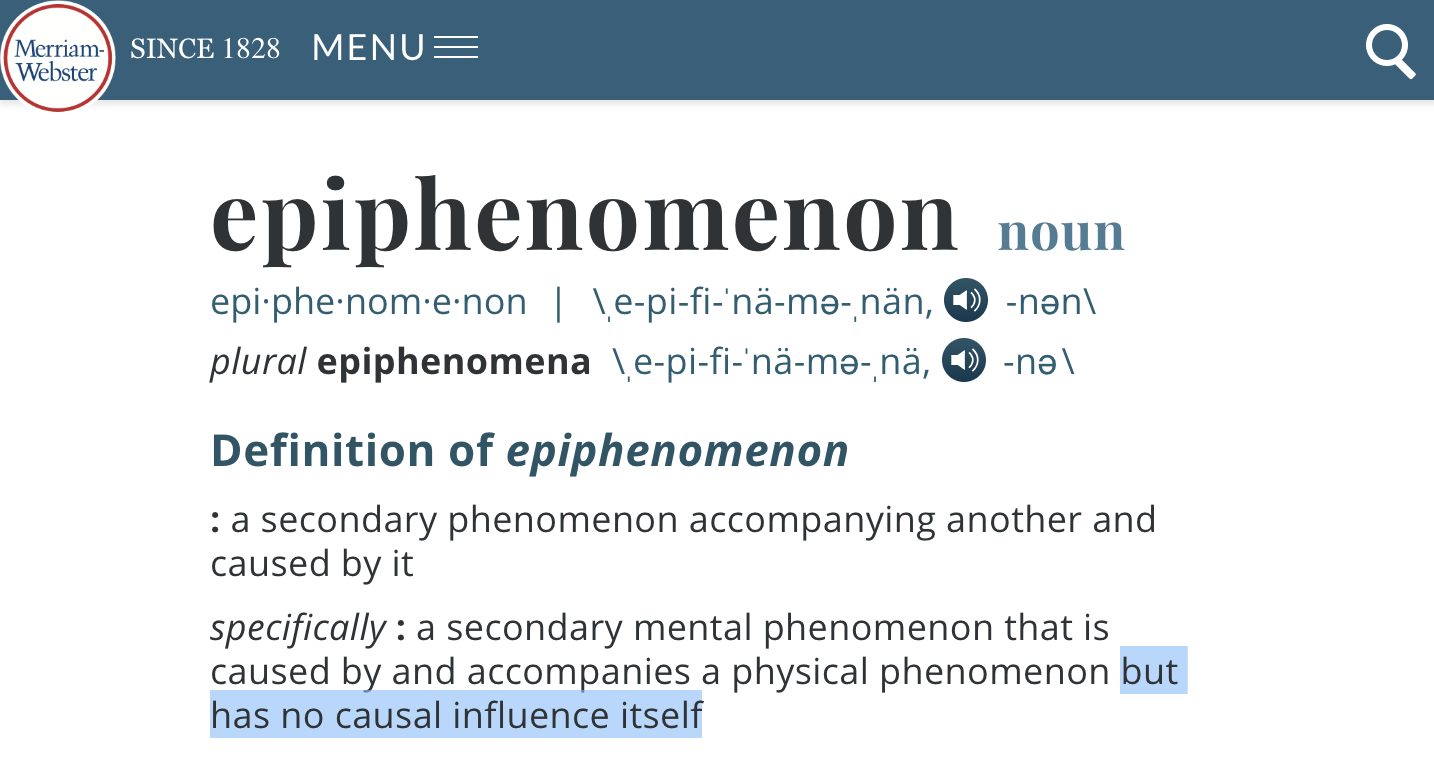 Merriam-
Webster
SINCE 1828
MENU
epiphenomenon noun
epi·phe·nom·e·non | \ˌe-pi-fi-ˈnä-mə-ˌnän, -nən\
plural epiphenomena \ˌe-pi-fi-ˈnä-mə-ˌnä, -nə\
Definition of epiphenomenon
: a secondary phenomenon accompanying another and
caused by it
specifically : a secondary mental phenomenon that is
caused by and accompanies a physical phenomenon but
has no causal influence itself